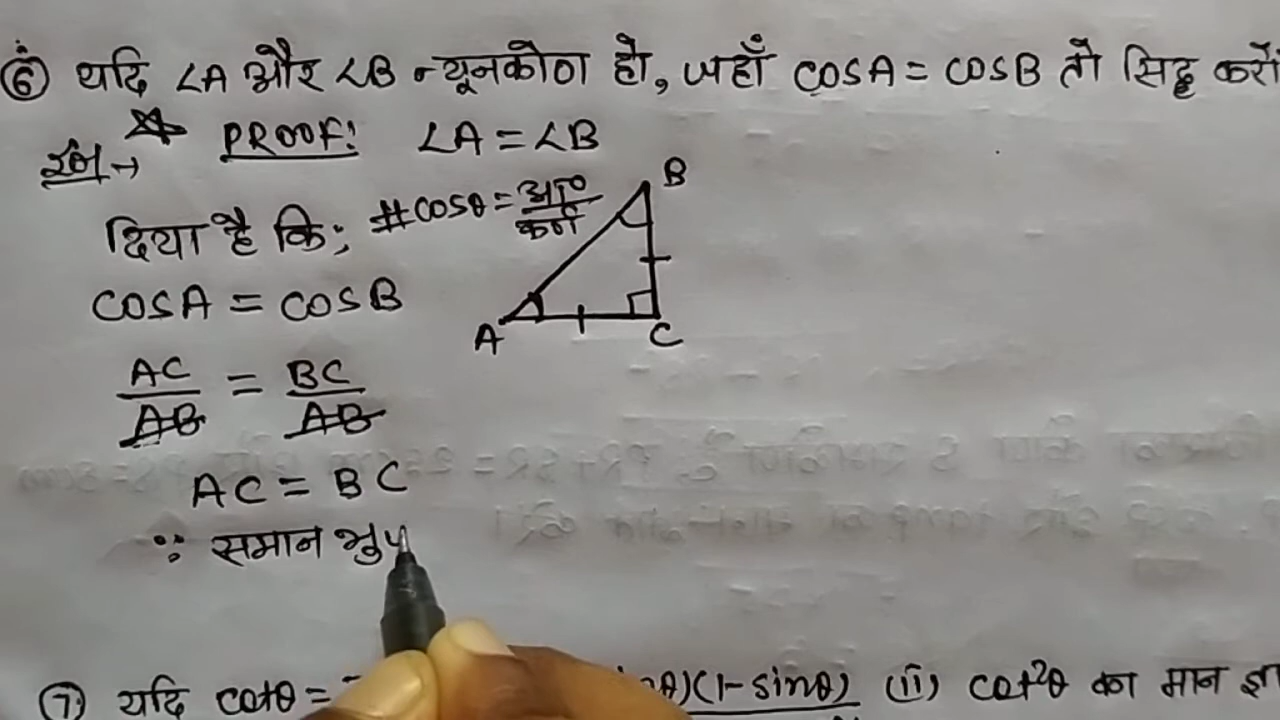 ⑥ यदि ∠A और ∠B न्यूनकोण हो, जहाँ COSA = COSB तो सिद्ध करों
PROOF! ∠A = ∠B
हल→
दिया है कि; #COSθ = आ० / कर्ण
B
COSA = COSB
A C
AC / AB = BC / AB
AC = BC
∵ समान भु
⑦ यदि cotθ = θ)(1-sinθ) (ii) cot²θ का मान